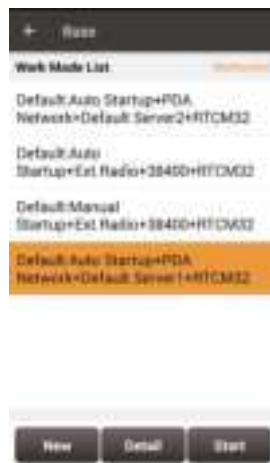 Base
Work Mode List
Default:Auto Startup+PDA
Network+Default Server2+RTCM32
Default:Auto
Startup+Ext Radio+38400+RTCM32
Default:Manual
Startup+Ext Radio+38400+RTCM32
Default:Auto Startup+PDA
Network+Default Server1+RTCM32
New
Detail
Start